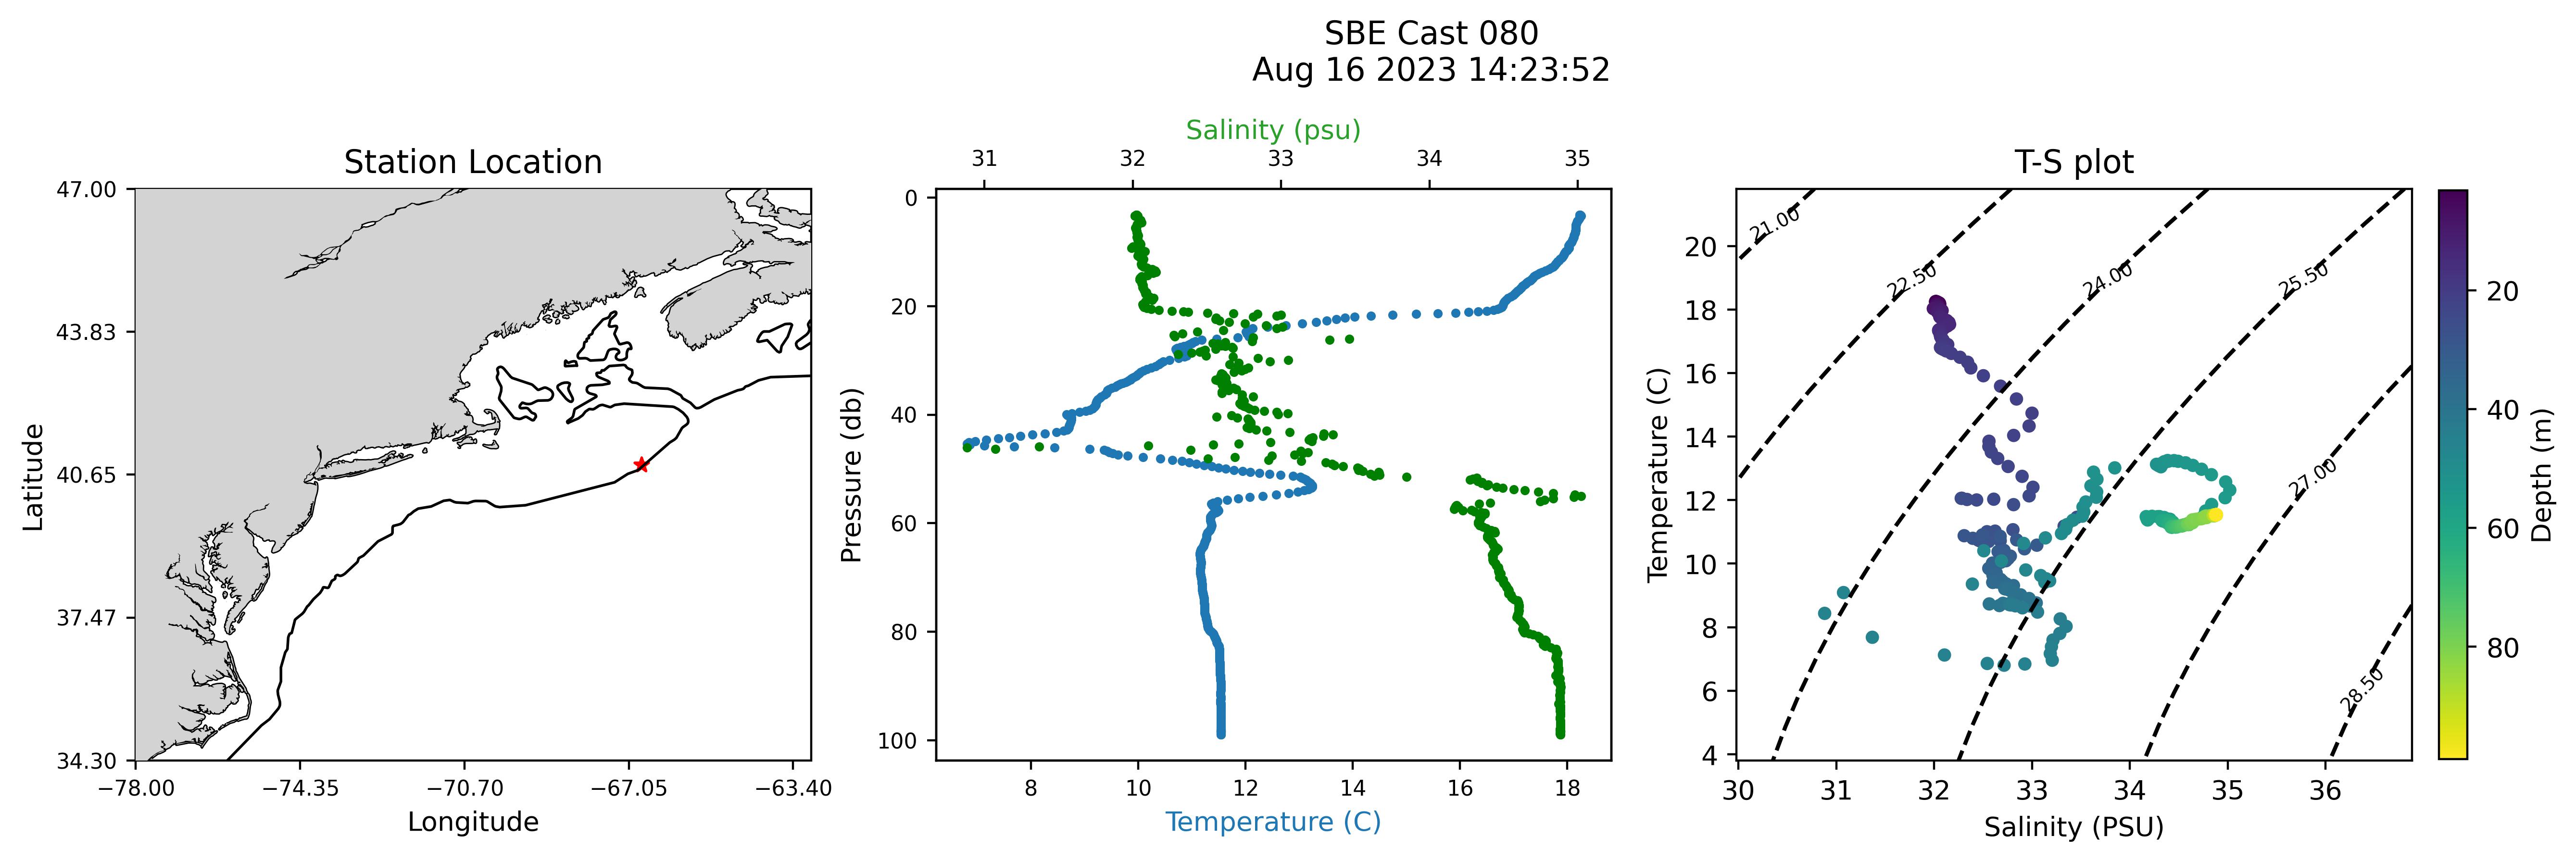 SBE Cast 080
Aug 16 2023 14:23:52
Station Location
47.00
43.83
40.65
37.47
34.30
−78.00 −74.35 −70.70 −67.05 −63.40
Latitude
Longitude
Salinity (psu)
31 32 33 34 35
0
20
40
60
80
100
Pressure (db)
8 10 12 14 16 18
Temperature (C)
T-S plot
20
18
16
14
12
10
8
6
4
Temperature (C)
30 31 32 33 34 35 36
Salinity (PSU)
21.00
22.50
24.00
25.50
27.00
28.50
20
40
60
80
Depth (m)